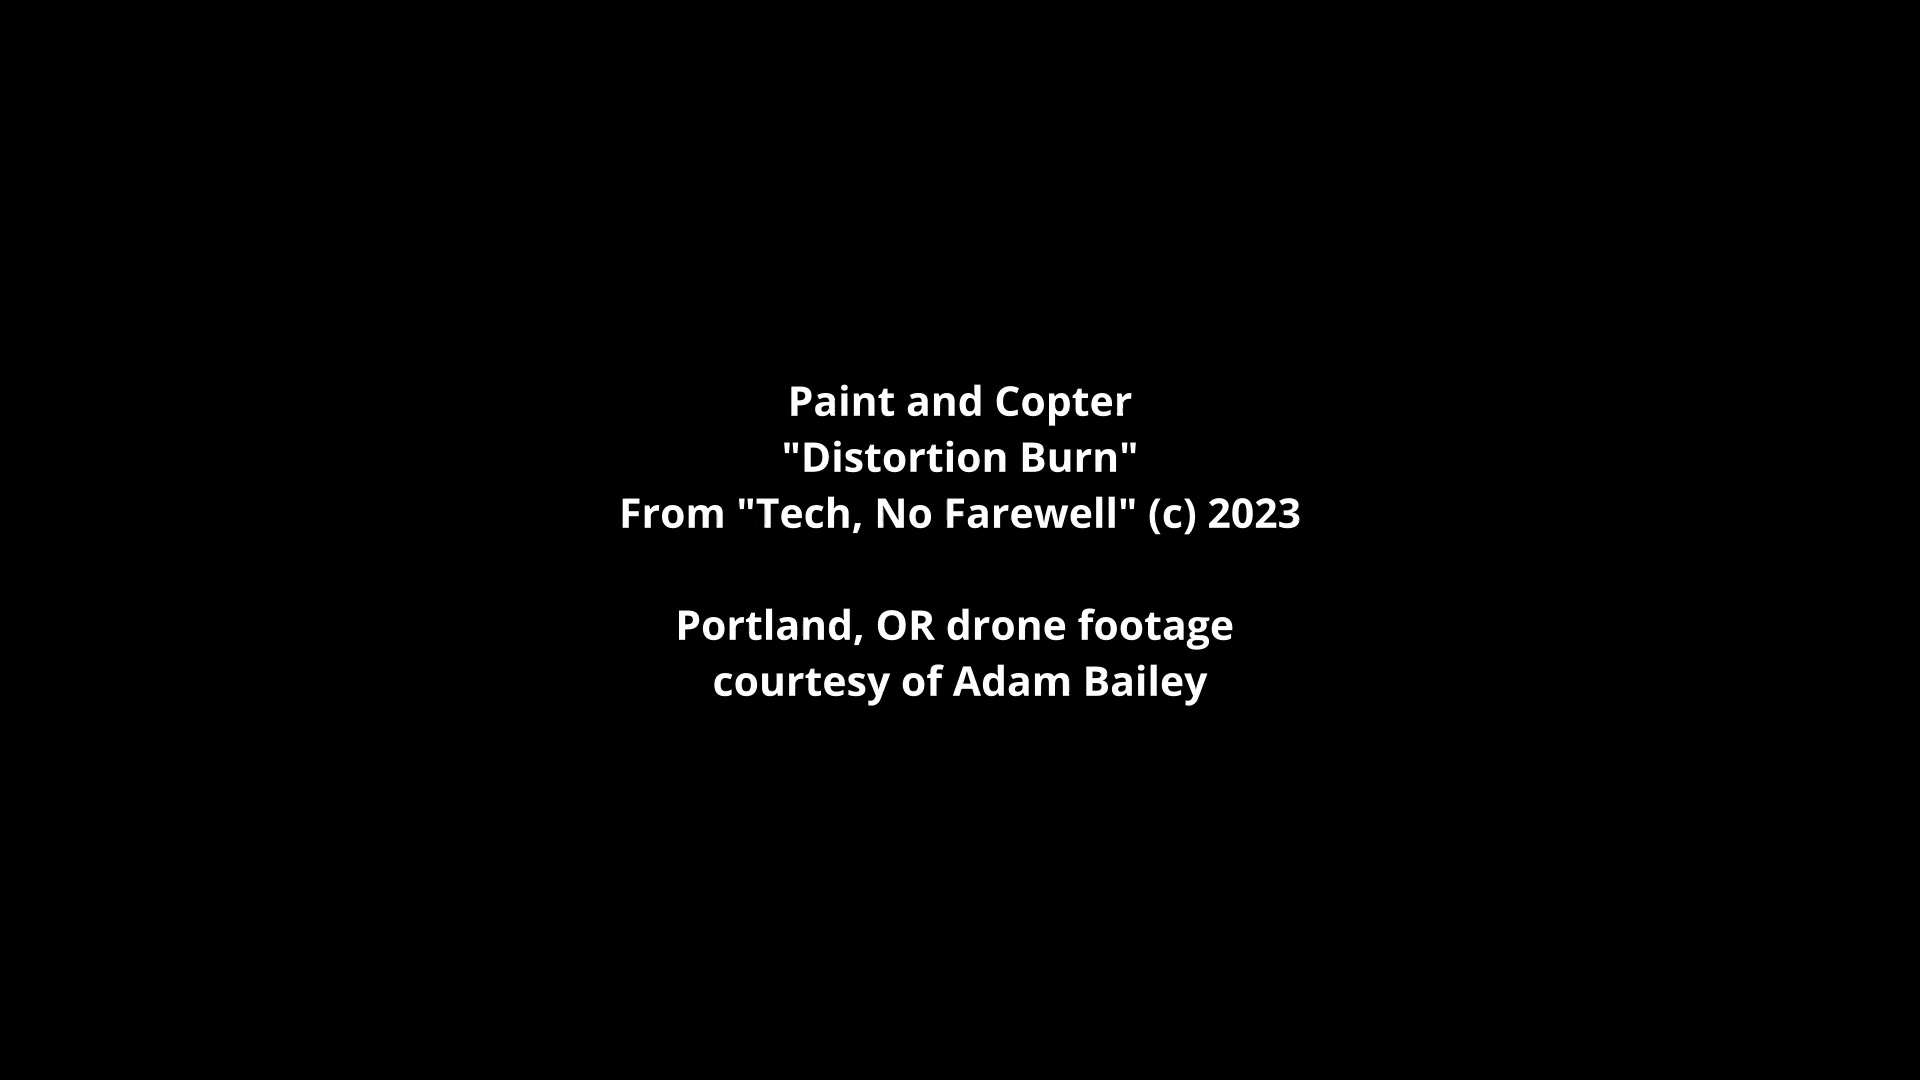 Paint and Copter
"Distortion Burn"
From "Tech, No Farewell" (c) 2023
Portland, OR drone footage
courtesy of Adam Bailey